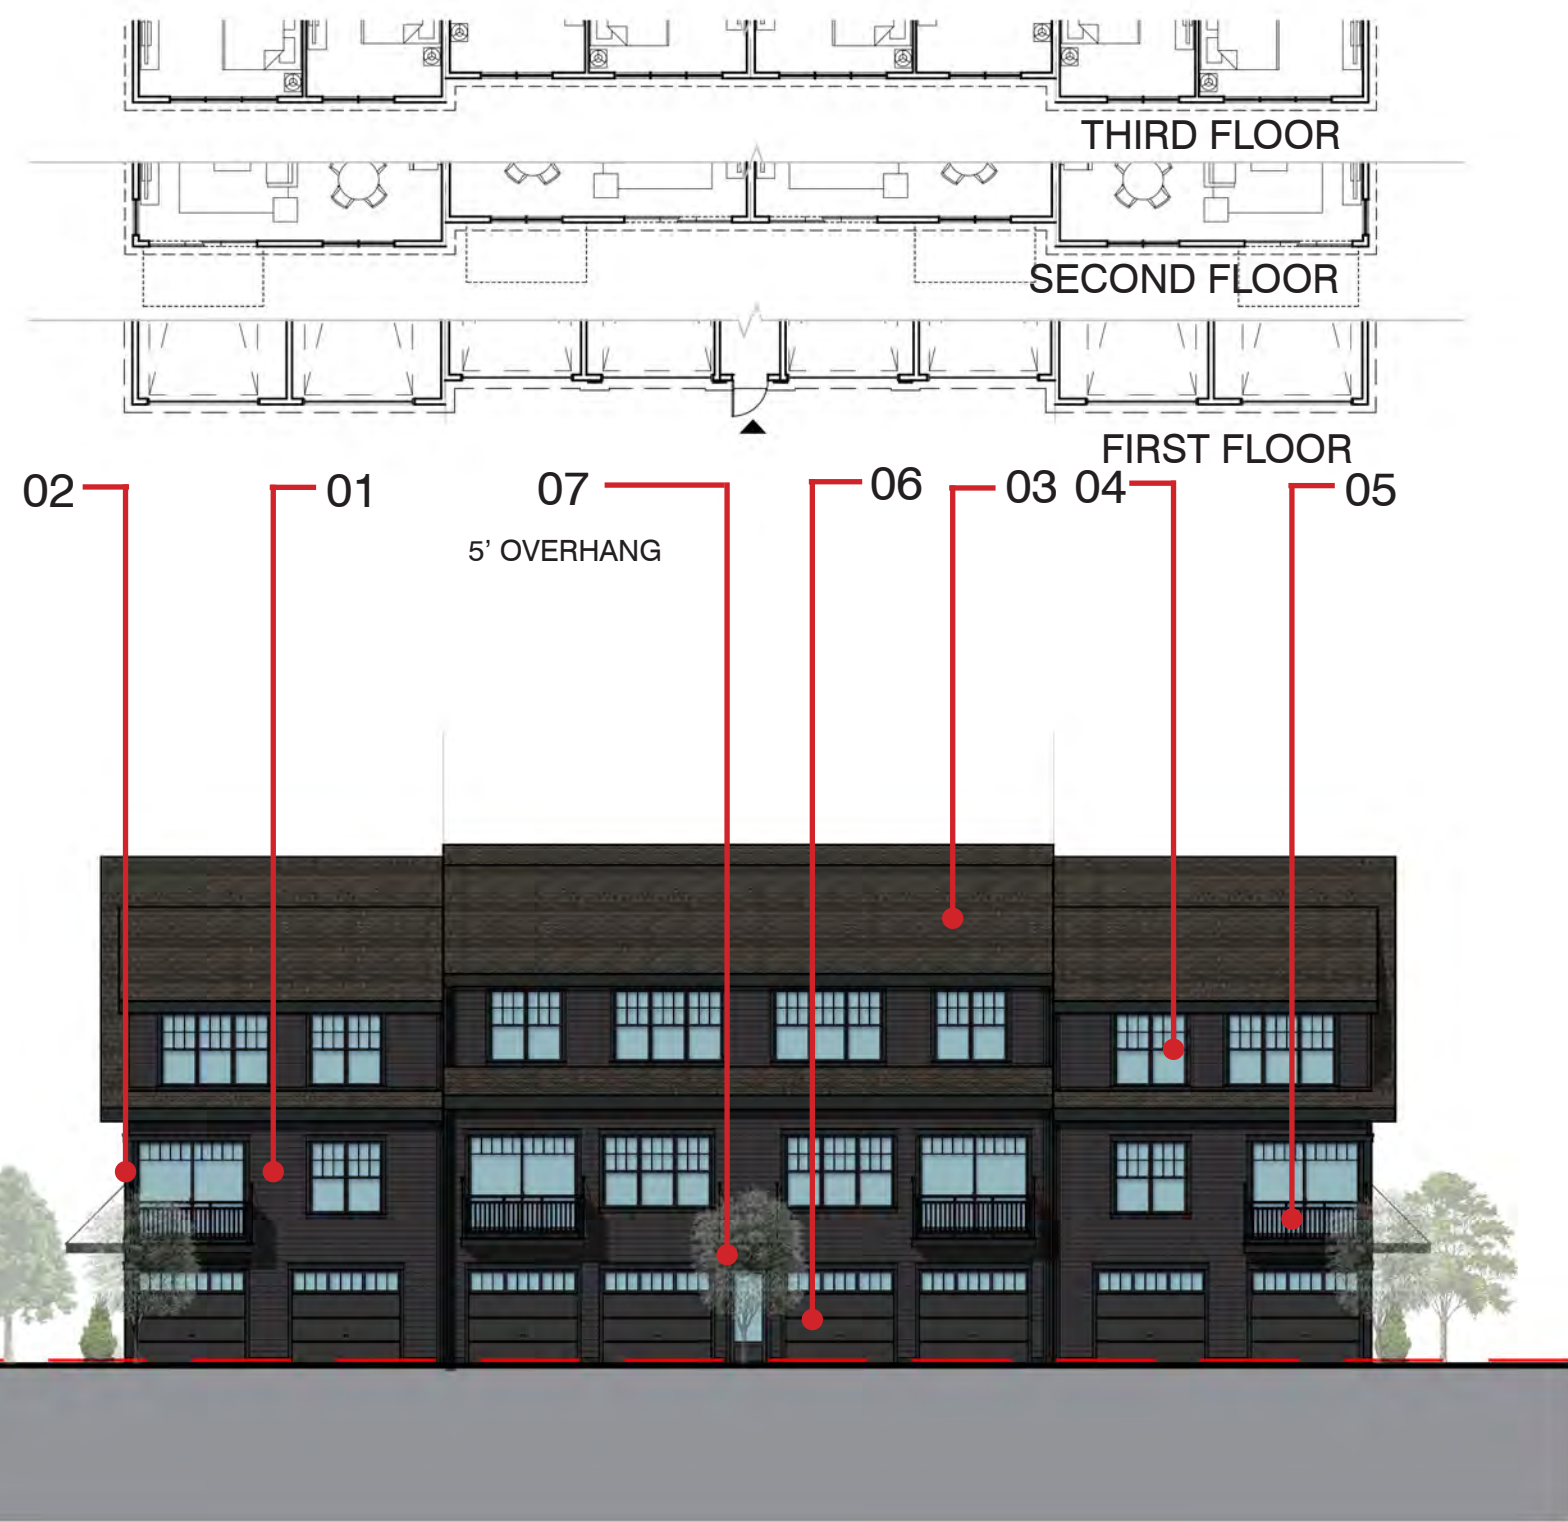 THIRD FLOOR
SECOND FLOOR
FIRST FLOOR
02 01 07 06 03 04 05
5’ OVERHANG